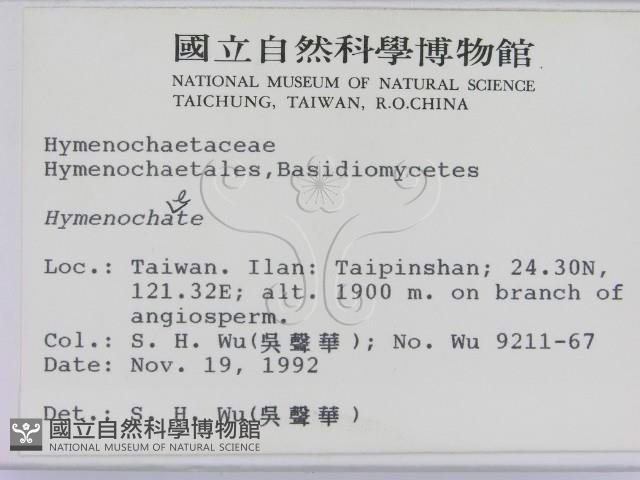 國立自然科學博物館
NATIONAL MUSEUM OF NATURAL SCIENCE
TAICHUNG, TAIWAN, R.O.CHINA
Hymenochaetaceae
Hymenochaetales,Basidiomycetes
e
Hymenochate
Loc.: Taiwan. Ilan: Taipinshan; 24.30N,
121.32E; alt. 1900 m. on branch of
angiosperm.
Col.: S. H. Wu(吳聲華); No. Wu 9211-67
Date: Nov. 19, 1992
Det.: S. H. Wu(吳聲華)
國立自然科學博物館
NATIONAL MUSEUM OF NATURAL SCIENCE